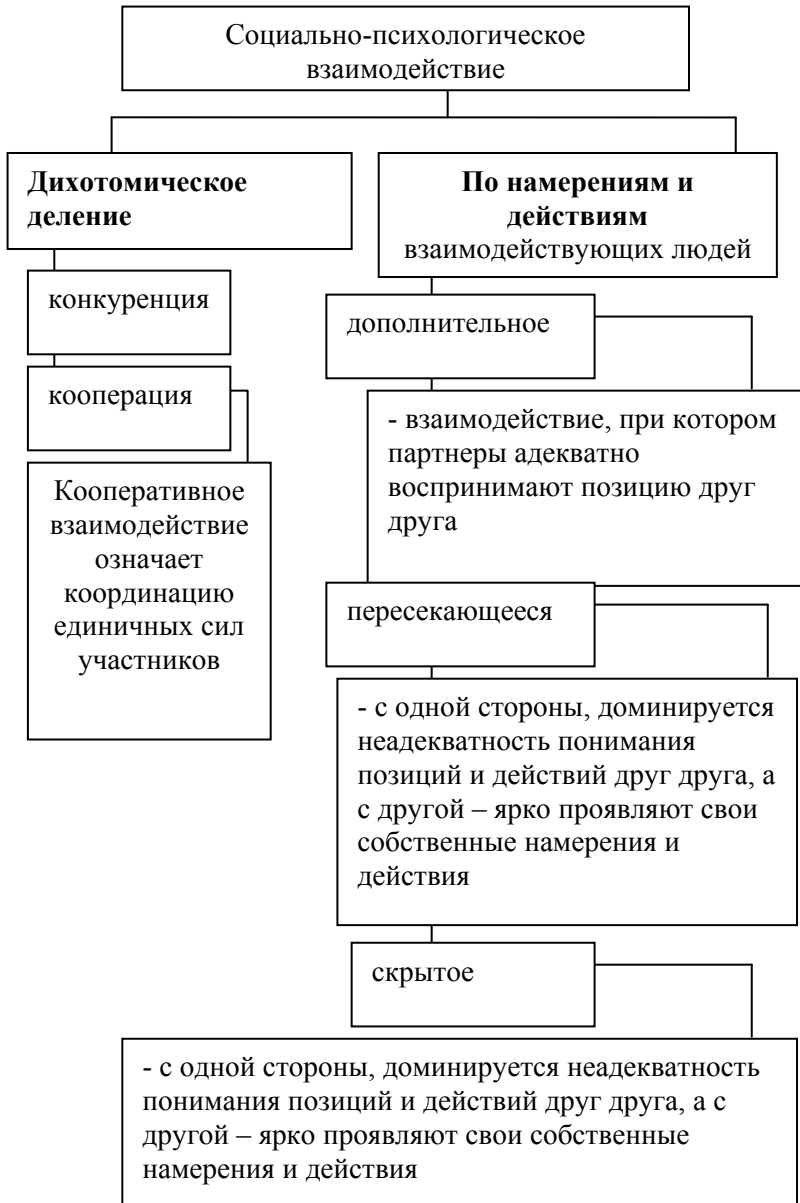 Социально-психологическое
взаимодействие
Дихотомическое
деление
конкуренция
кооперация
Кооперативное
взаимодействие
означает
координацию
единичных сил
участников
По намерениям и
действиям
взаимодействующих людей
дополнительное
- взаимодействие, при котором
партнеры адекватно
воспринимают позицию друг
друга
пересекающееся
- с одной стороны, доминируется
неадекватность понимания
позиций и действий друг друга, а
с другой – ярко проявляют свои
собственные намерения и
действия
скрытое
- с одной стороны, доминируется неадекватность
понимания позиций и действий друг друга, а с
другой – ярко проявляют свои собственные
намерения и действия